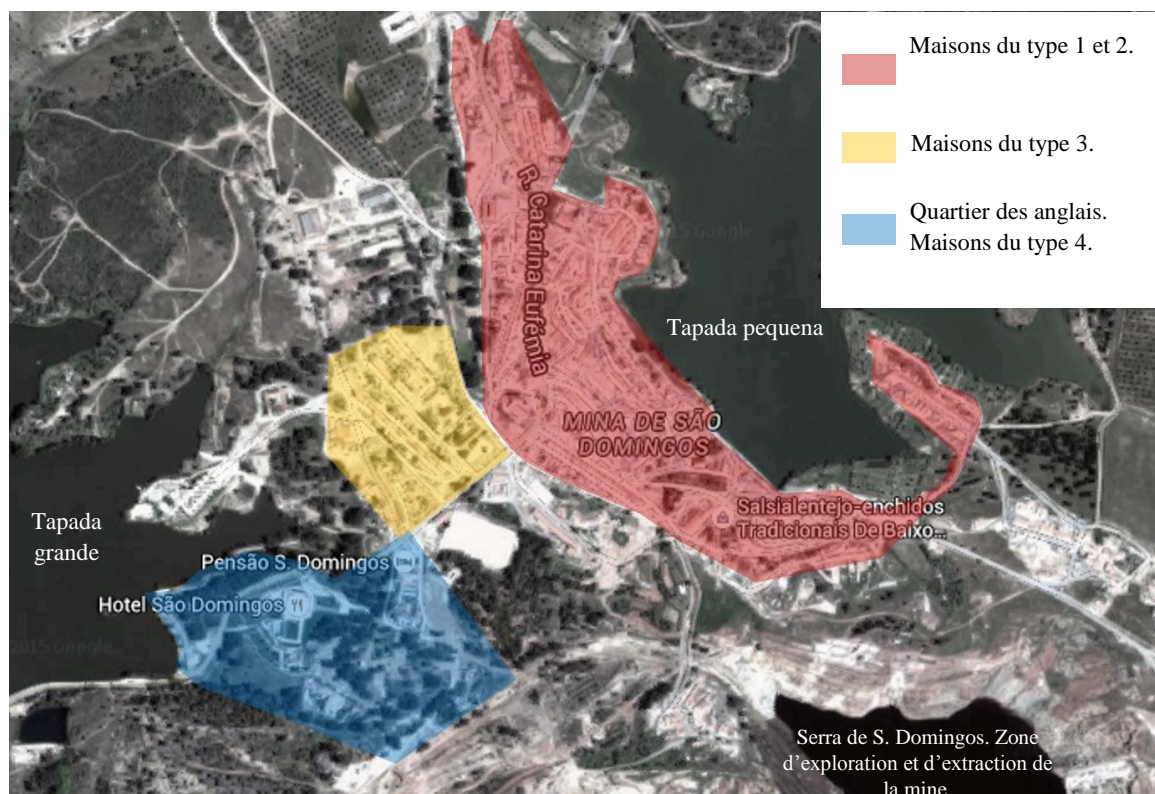 Maisons du type 1 et 2.
Maisons du type 3.
Quartier des anglais.
Maisons du type 4.
R. Catarina Eufémia
15 Google
Tapada pequena
MINA DE SÃO
DOMINGOS
Salsialentejo-enchidos
Tradicionais De Baixo...
Tapada
grande
Pensão S. Domingos
Hotel São Domingos
2015 Google
Serra de S. Domingos. Zone
d’exploration et d’extraction de
la mine